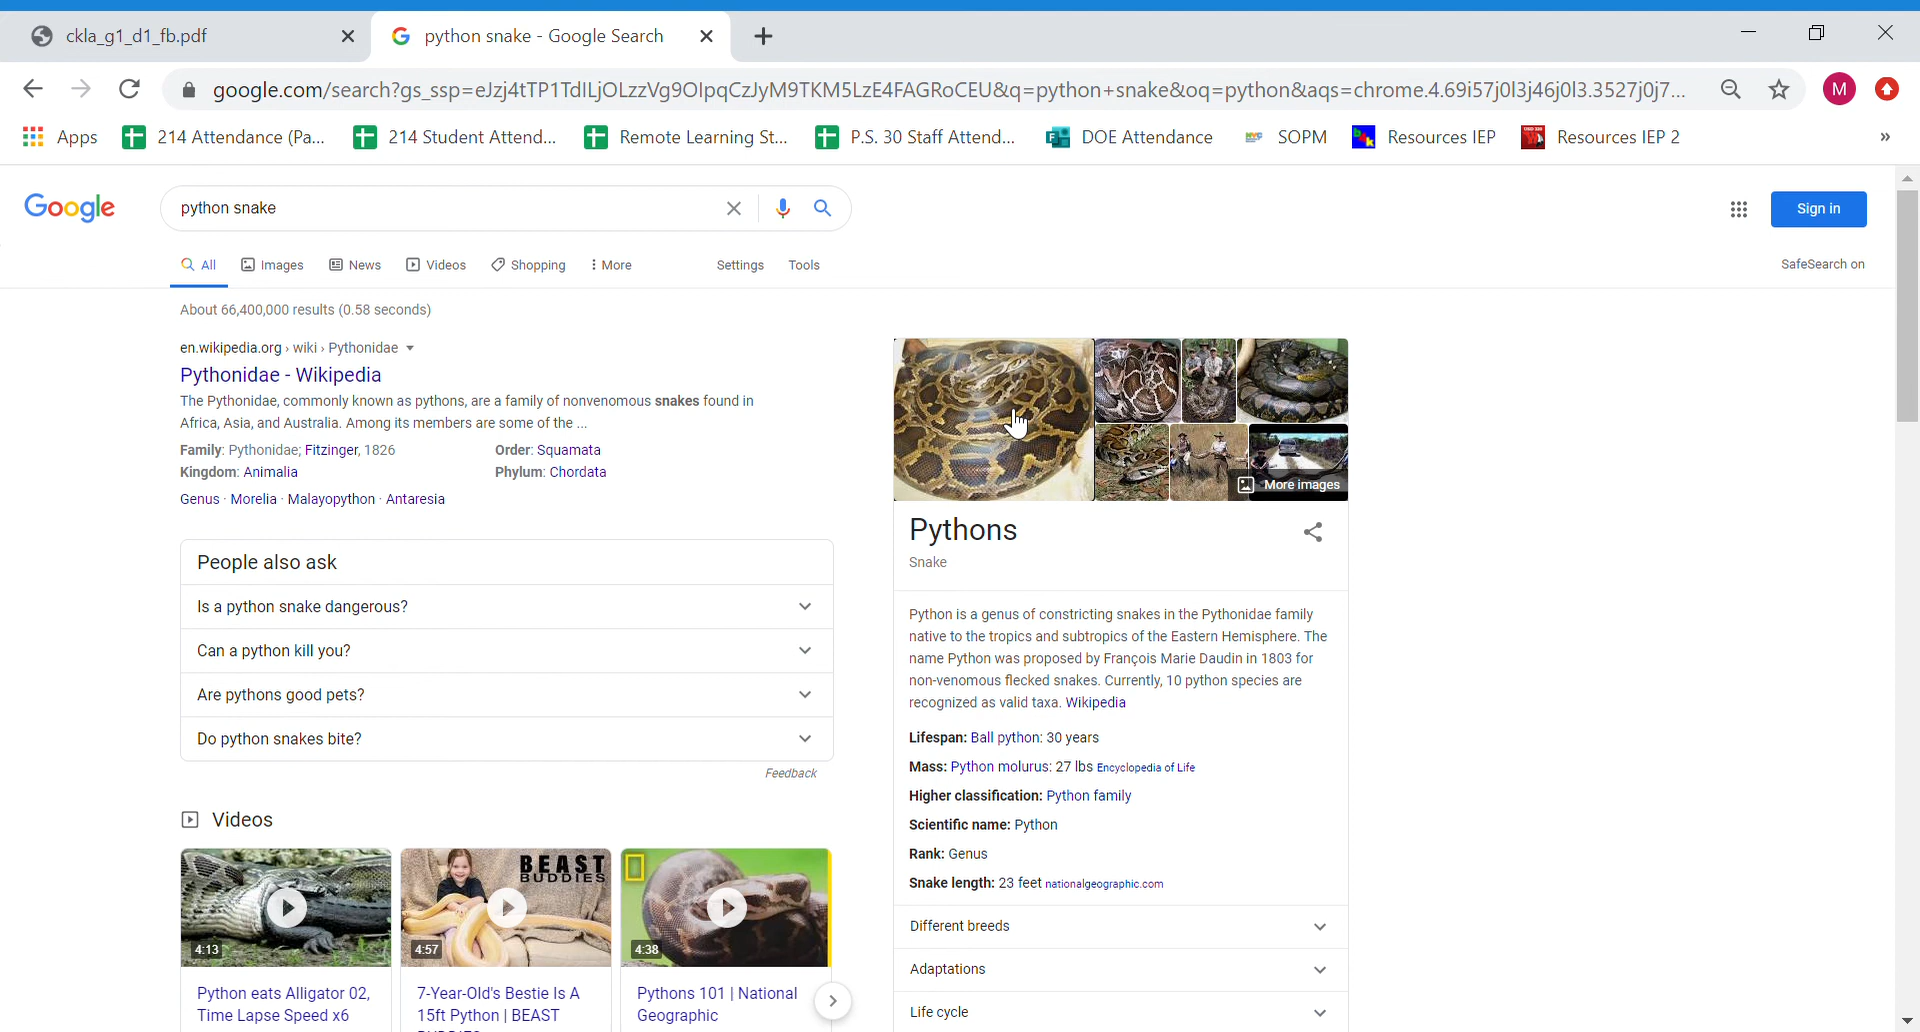 ckla_g1_d1_fb.pdf
python snake - Google Search
google.com/search?gs_ssp=eJzj4tTP1TdILjOLzzVg9OIpqCzJyM9TKM5LzE4FAGRoCEU&q=python+snake&oq=python&aqs=chrome.4.69i57j0l3j46j0l3.3527j0j7...
M
Apps
214 Attendance (Pa...
214 Student Attend...
Remote Learning St...
P.S. 30 Staff Attend...
DOE Attendance
SOPM
Resources IEP
Resources IEP 2
»
Google
python snake
Sign in
All
Images
News
Videos
Shopping
More
Settings
Tools
SafeSearch on
About 66,400,000 results (0.58 seconds)
en.wikipedia.org › wiki › Pythonidae
Pythonidae - Wikipedia
The Pythonidae, commonly known as pythons, are a family of nonvenomous snakes found in
Africa, Asia, and Australia. Among its members are some of the ...
Family: Pythonidae; Fitzinger, 1826
Order: Squamata
Kingdom: Animalia
Phylum: Chordata
Genus · Morelia · Malayopython · Antaresia
People also ask
Is a python snake dangerous?
Can a python kill you?
Are pythons good pets?
Do python snakes bite?
Feedback
Videos
4:13
BEAST
BUDDIES
4:57
4:38
Python eats Alligator 02,
Time Lapse Speed x6
7-Year-Old's Bestie Is A
15ft Python | BEAST
Pythons 101 | National
Geographic
More images
Pythons
Snake
Python is a genus of constricting snakes in the Pythonidae family
native to the tropics and subtropics of the Eastern Hemisphere. The
name Python was proposed by François Marie Daudin in 1803 for
non-venomous flecked snakes. Currently, 10 python species are
recognized as valid taxa. Wikipedia
Lifespan: Ball python: 30 years
Mass: Python molurus: 27 lbs Encyclopedia of Life
Higher classification: Python family
Scientific name: Python
Rank: Genus
Snake length: 23 feet nationalgeographic.com
Different breeds
Adaptations
Life cycle